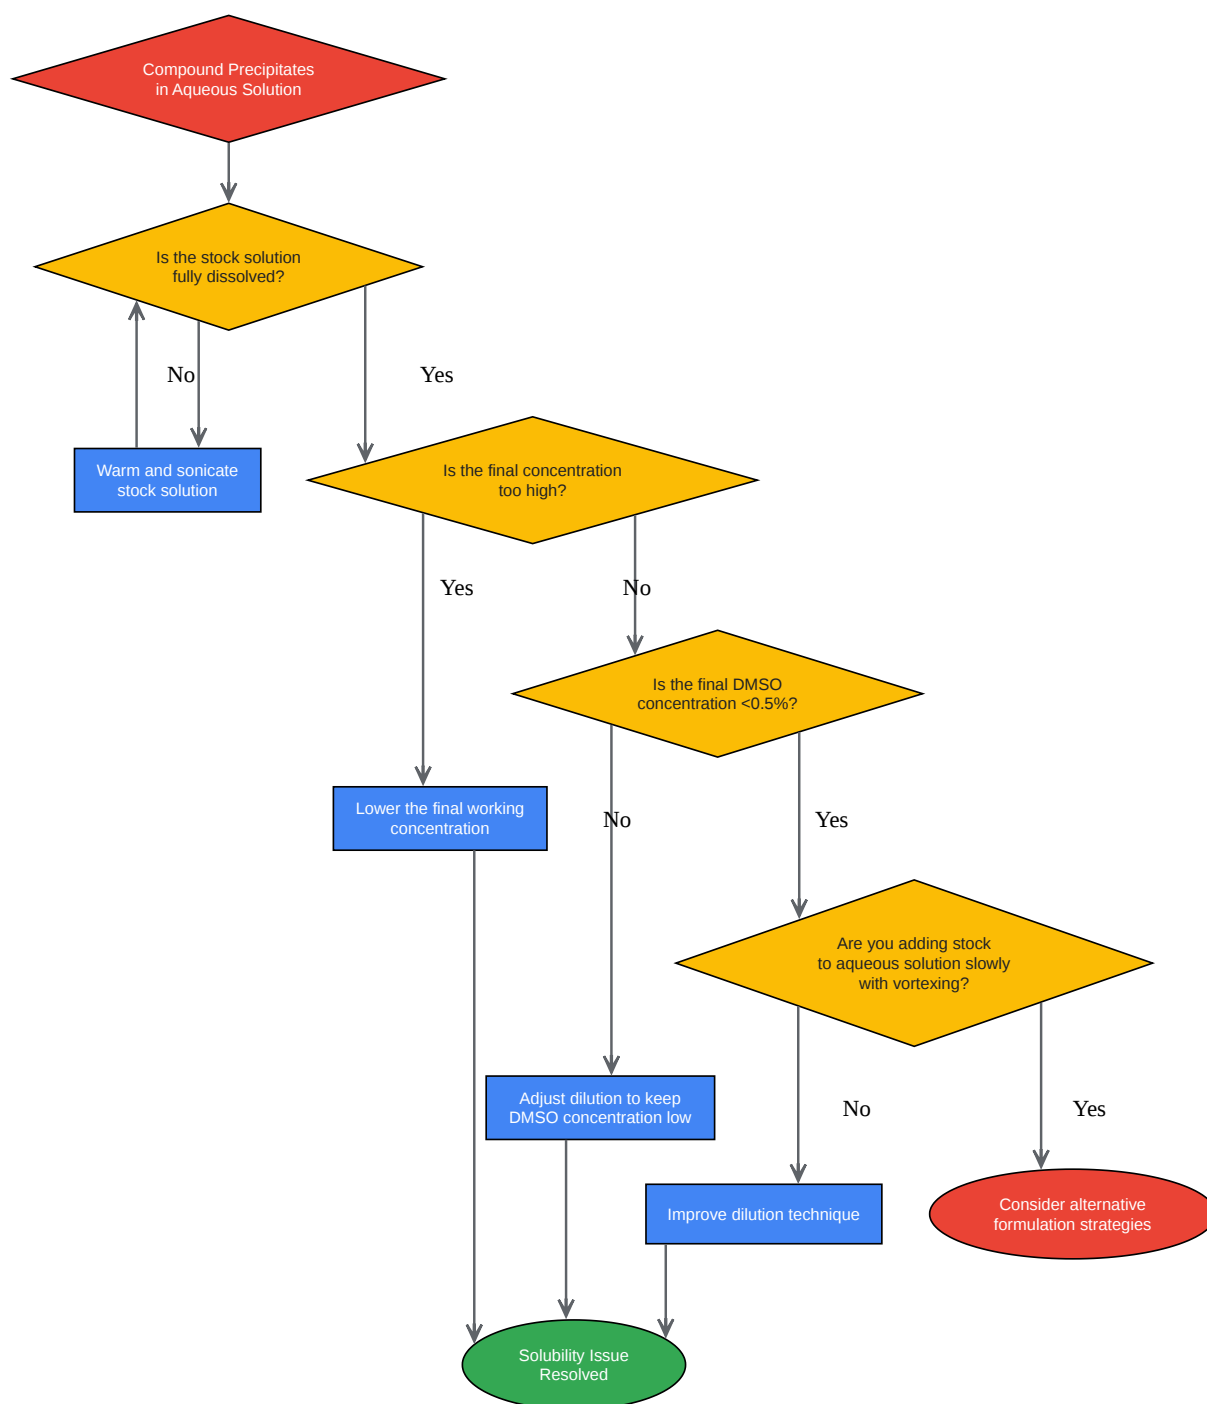 Compound Precipitates
in Aqueous Solution
Is the stock solution
fully dissolved?
No
Yes
Warm and sonicate
stock solution
Is the final concentration
too high?
Yes
No
Is the final DMSO
concentration <0.5%?
Lower the final working
concentration
No
Yes
Are you adding stock
to aqueous solution slowly
with vortexing?
Adjust dilution to keep
DMSO concentration low
No
Yes
Improve dilution technique
Consider alternative
formulation strategies
Solubility Issue
Resolved